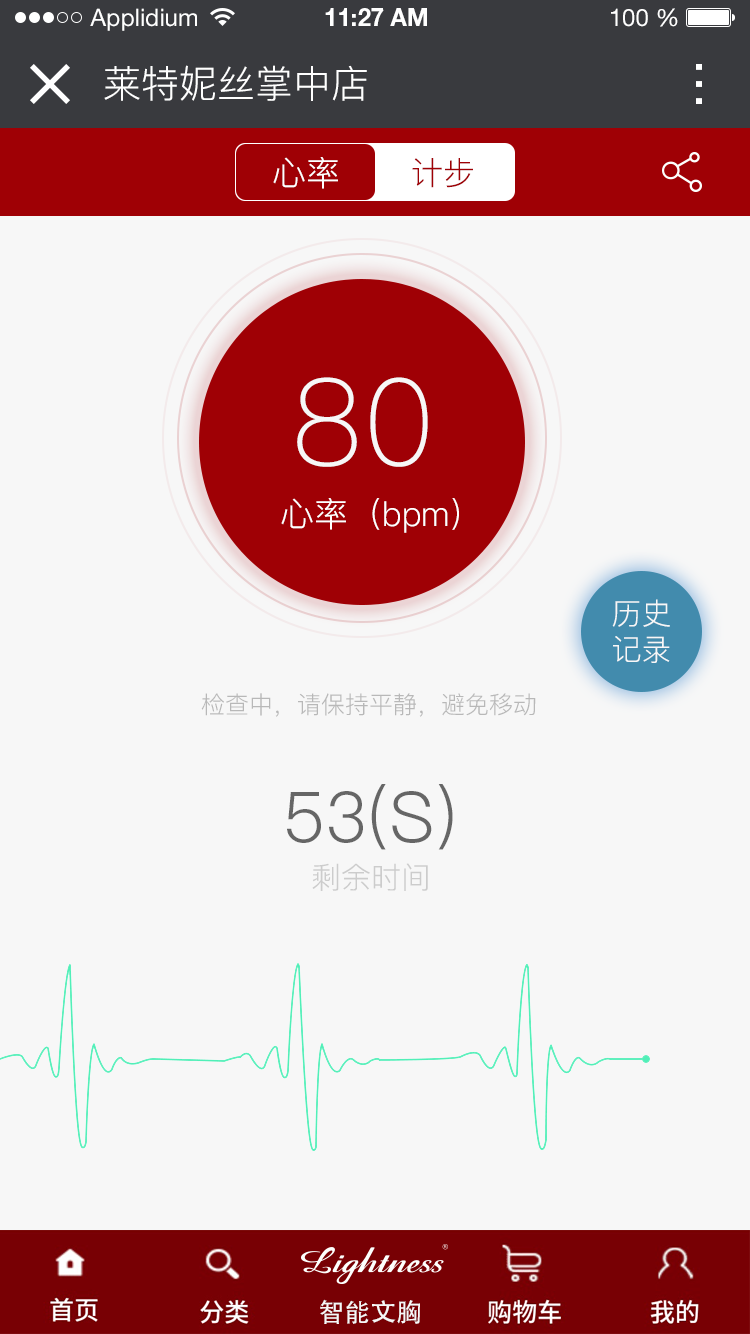 Applidium 11:27 AM 100 %
莱特妮丝掌中店
心率 计步
80
心率（bpm）
历史
记录
检查中，请保持平静，避免移动
53(S)
剩余时间
Lightness®
首页 分类 智能文胸 购物车 我的